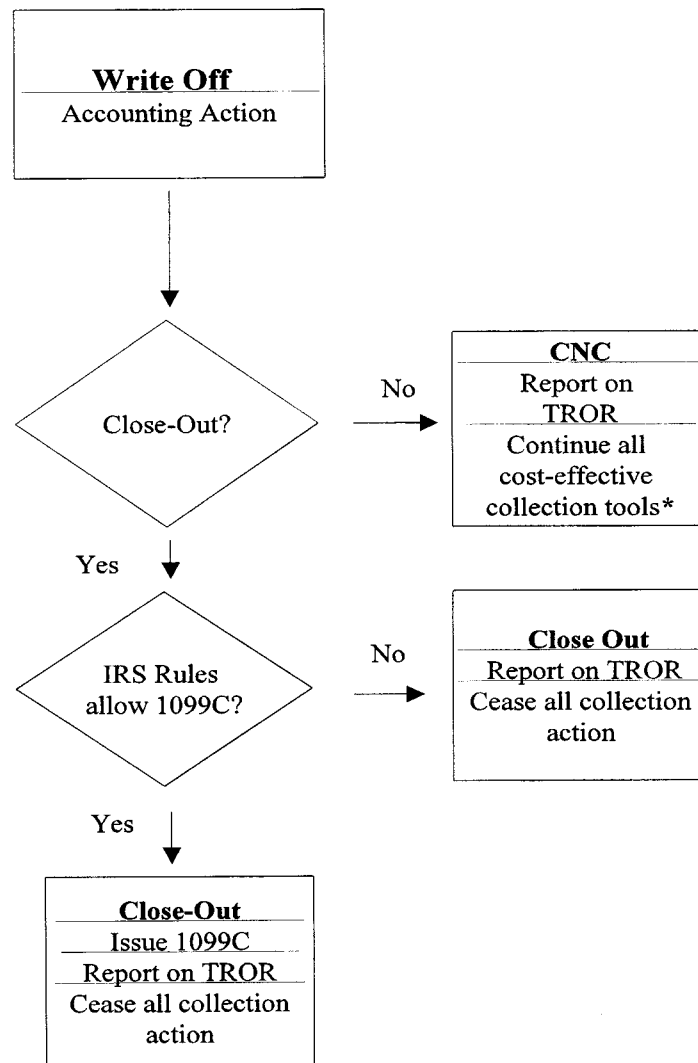 Write Off
Accounting Action
Close-Out?
No
CNC
Report on
TROR
Continue all
cost-effective
collection tools*
Yes
IRS Rules
allow 1099C?
No
Close Out
Report on TROR
Cease all collection
action
Yes
Close-Out
Issue 1099C
Report on TROR
Cease all collection
action